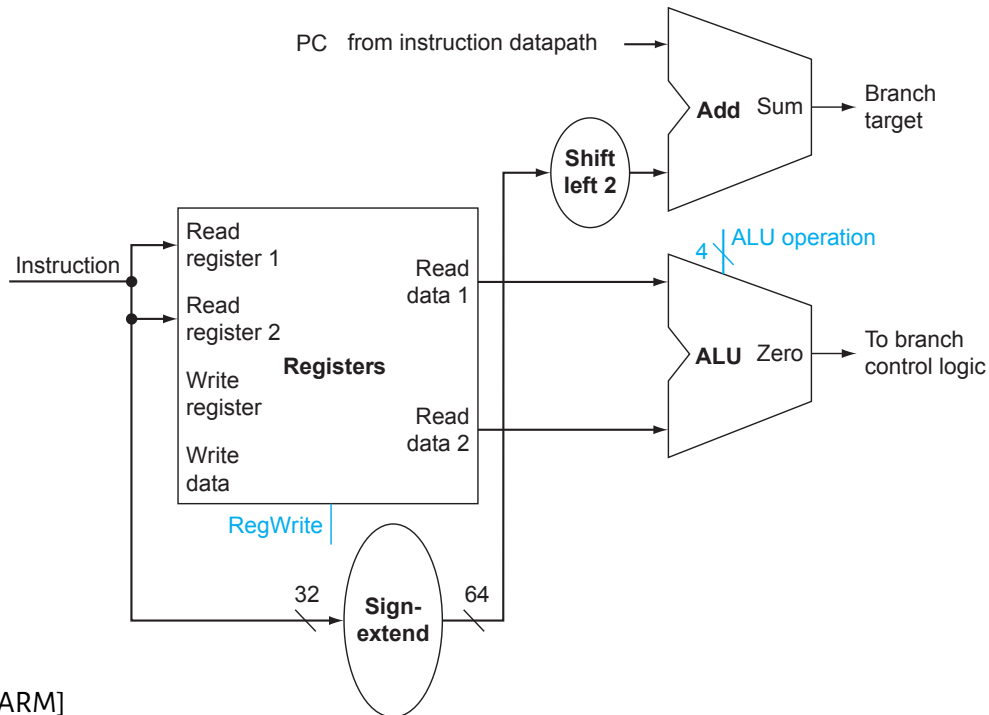 PC from instruction datapath
Add Sum
Branch
target
Shift
left 2
ALU operation
4
Instruction
Read
register 1
Read
register 2
Write
register
Write
data
Registers
Read
data 1
Read
data 2
ALU Zero
To branch
control logic
RegWrite
32
Sign-
extend
64
ARM]